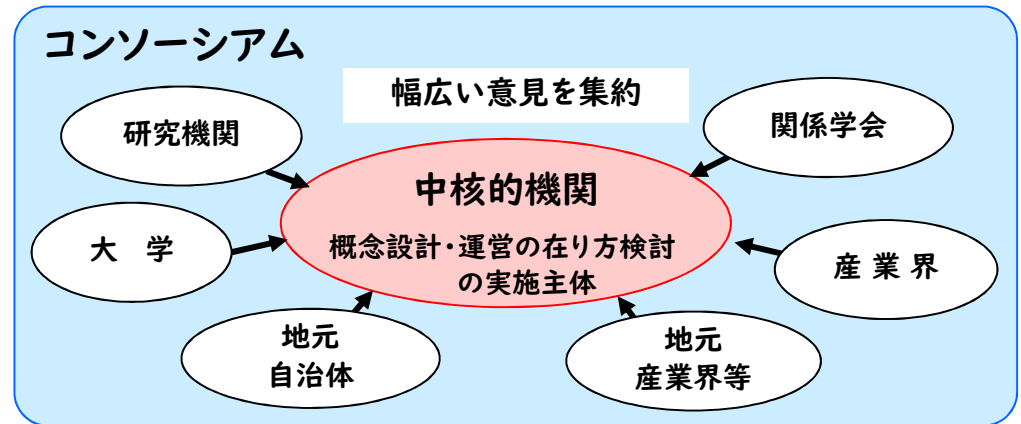 コンソーシアム
幅広い意見を集約
研究機関
関係学会
中核的機関
概念設計・運営の在り方検討
の実施主体
大　学
産 業 界
地元
自治体
地元
産業界等